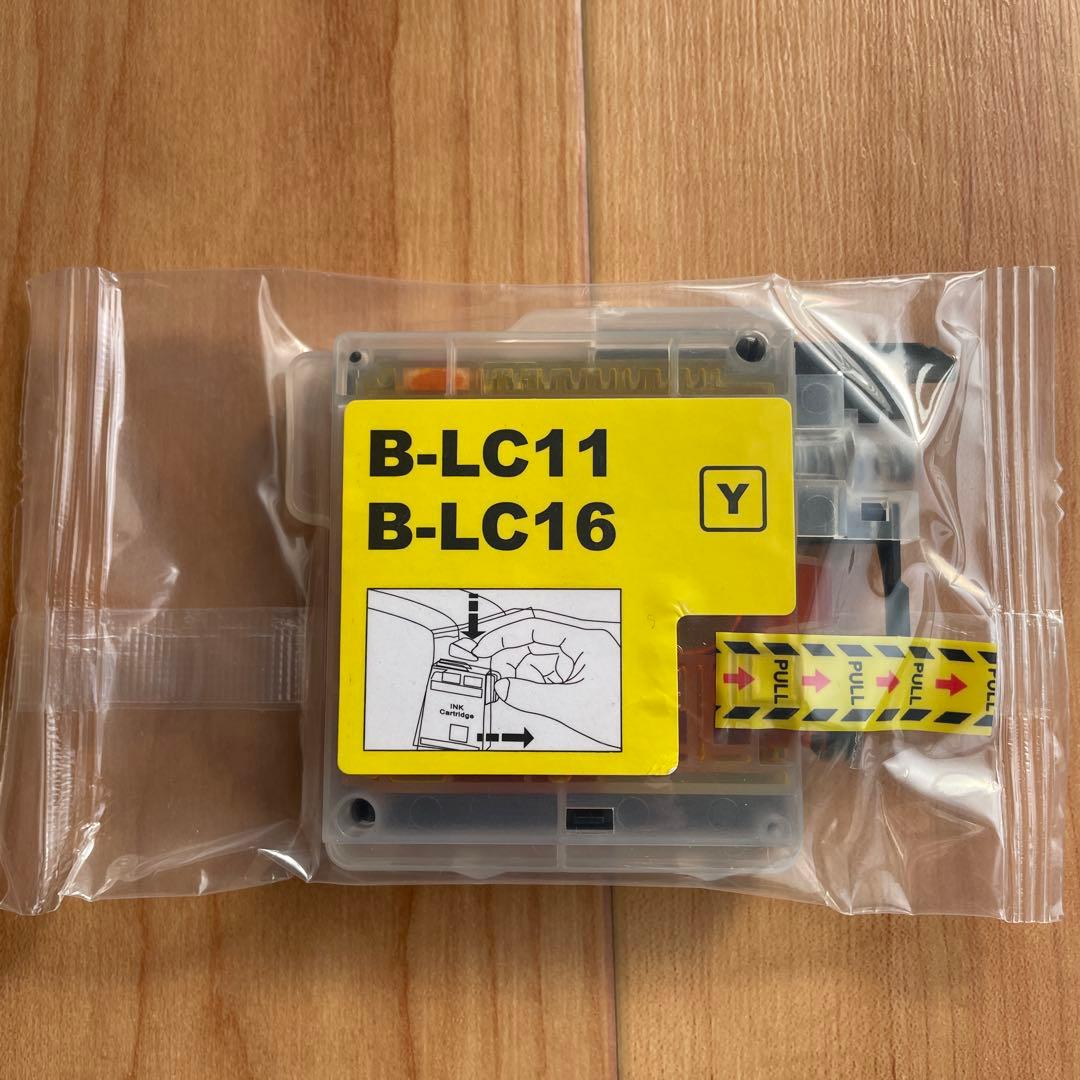 B-LC11
B-LC16
Y
INK
Cartridge
PULL
PULL
PULL
PULL